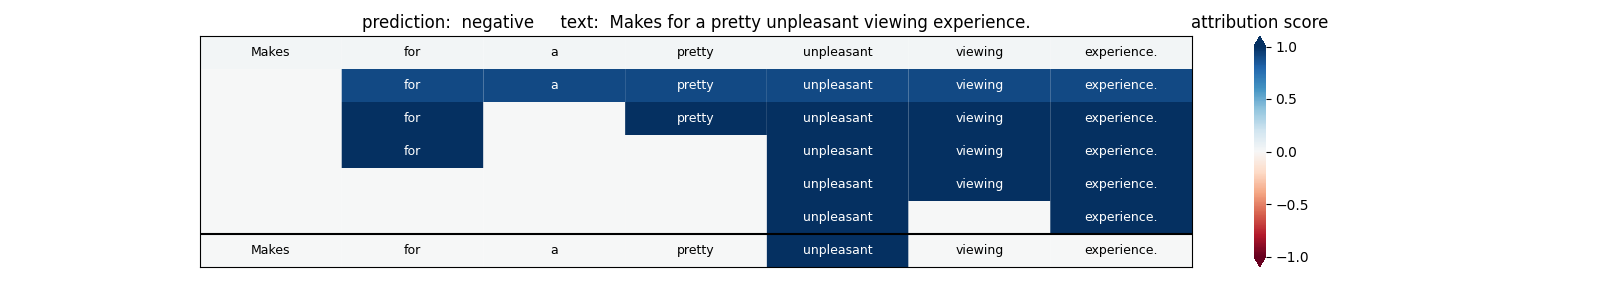 prediction:  negative     text:  Makes for a pretty unpleasant viewing experience.
attribution score
Makes for a pretty unpleasant viewing experience.
for a pretty unpleasant viewing experience.
for pretty unpleasant viewing experience.
for unpleasant viewing experience.
unpleasant viewing experience.
unpleasant experience.
Makes for a pretty unpleasant viewing experience.
1.0
0.5
0.0
−0.5
−1.0